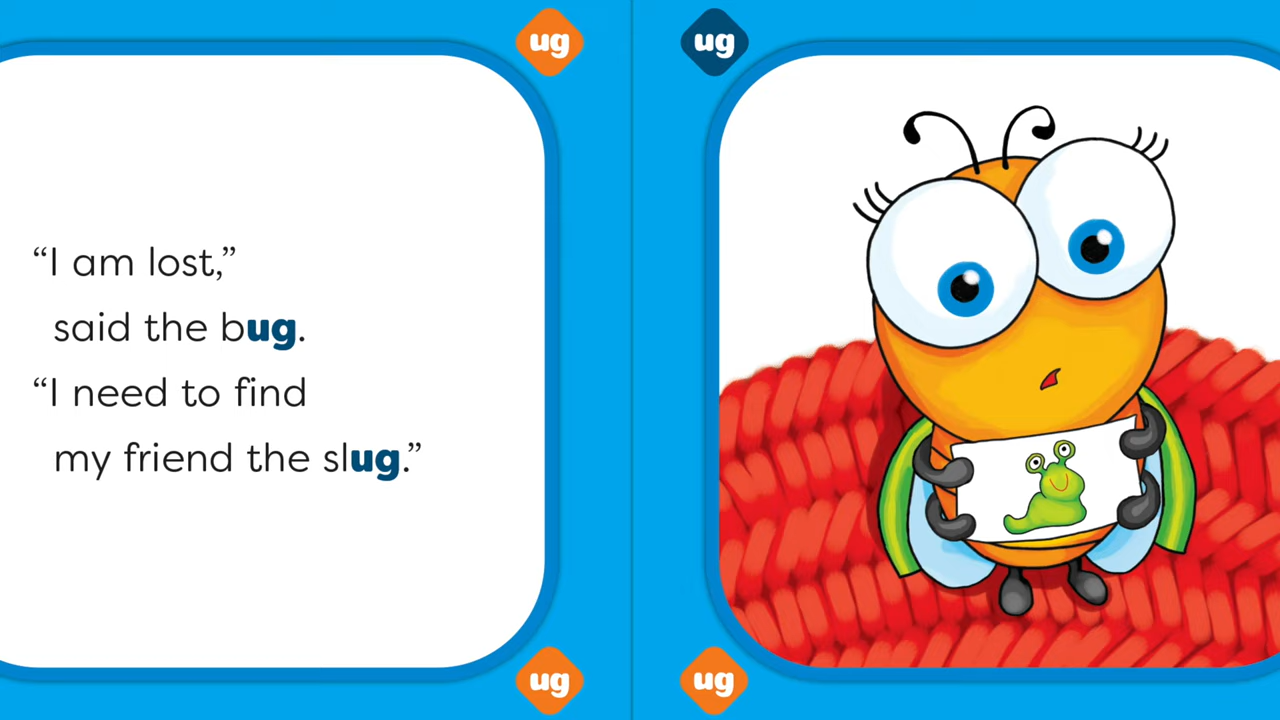 ug
ug
“I am lost,”
said the bug.
“I need to find
my friend the slug.”
ug
ug